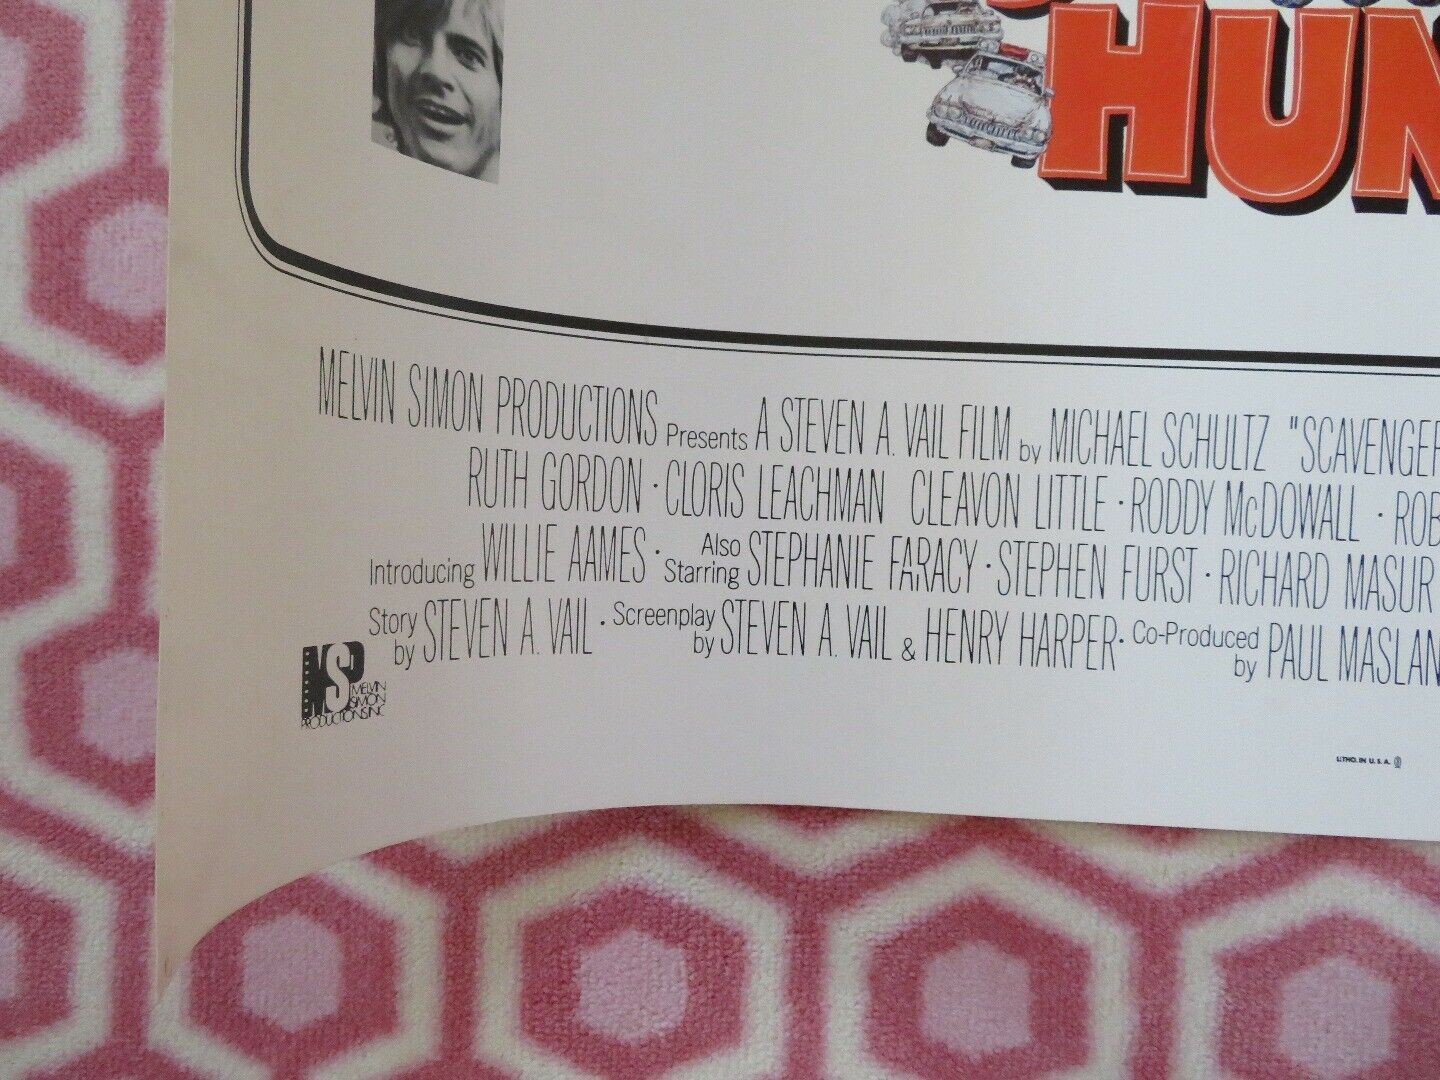 HUN
MELVIN SIMON PRODUCTIONS Presents A STEVEN A. VAIL FILM by MICHAEL SCHULTZ "SCAVENGER
RUTH GORDON · CLORIS LEACHMAN CLEAVON LITTLE · RODDY McDOWALL · ROB
Introducing WILLIE AAMES · Also Starring STEPHANIE FARACY · STEPHEN FURST · RICHARD MASUR
Story by STEVEN A. VAIL · Screenplay by STEVEN A. VAIL & HENRY HARPER · Co-Produced by PAUL MASLAN
MSP
MELVIN
SIMON
PRODUCTIONS, INC
LITHO. IN U.S.A.